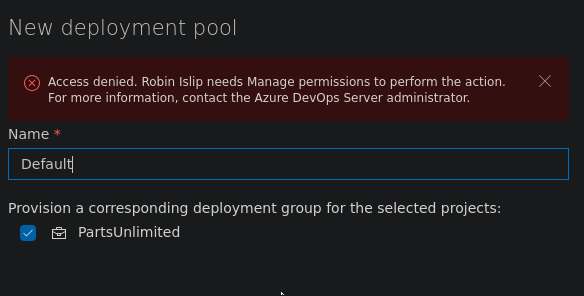 New deployment pool
Access denied. Robin Islip needs Manage permissions to perform the action.
For more information, contact the Azure DevOps Server administrator.
Name *
Default
Provision a corresponding deployment group for the selected projects:
PartsUnlimited